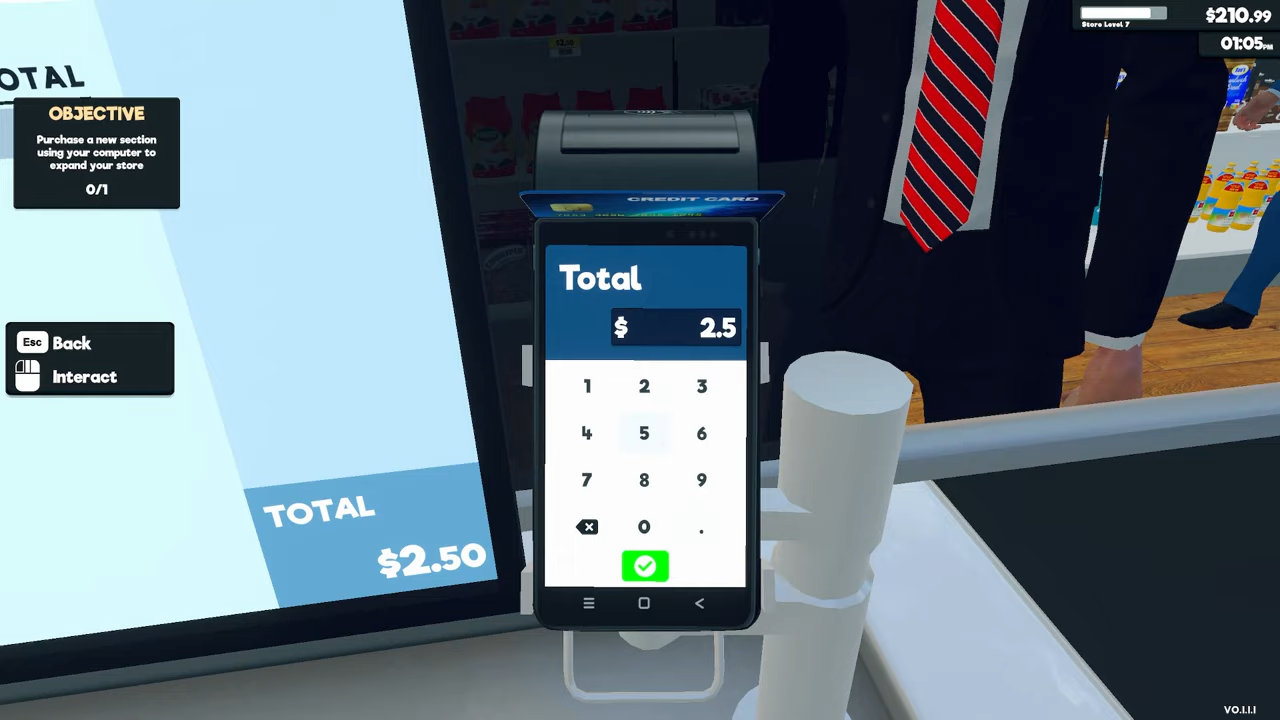 OTAL
OBJECTIVE
Purchase a new section
using your computer to
expand your store
0/1
Esc Back
Interact
TOTAL
$2.50
CREDIT CARD
Total
$ 2.5
1 2 3
4 5 6
7 8 9
0 .
Store Level 7
$210.99
01:05PM
V0.1.1.1